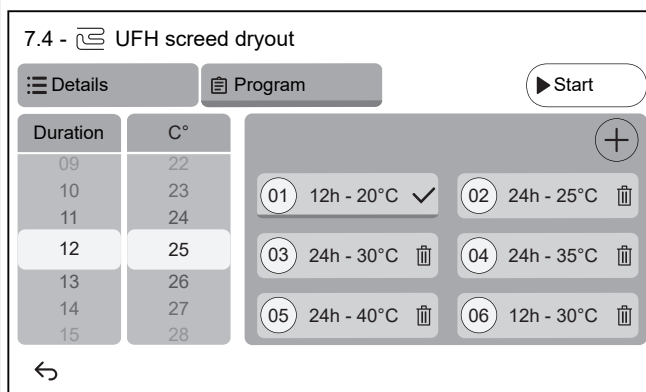 7.4 - UFH screed dryout
Details
Program
Start
Duration
C°
09
22
10
23
11
24
12
25
13
26
14
27
15
28
01 12h - 20°C
02 24h - 25°C
03 24h - 30°C
04 24h - 35°C
05 24h - 40°C
06 12h - 30°C